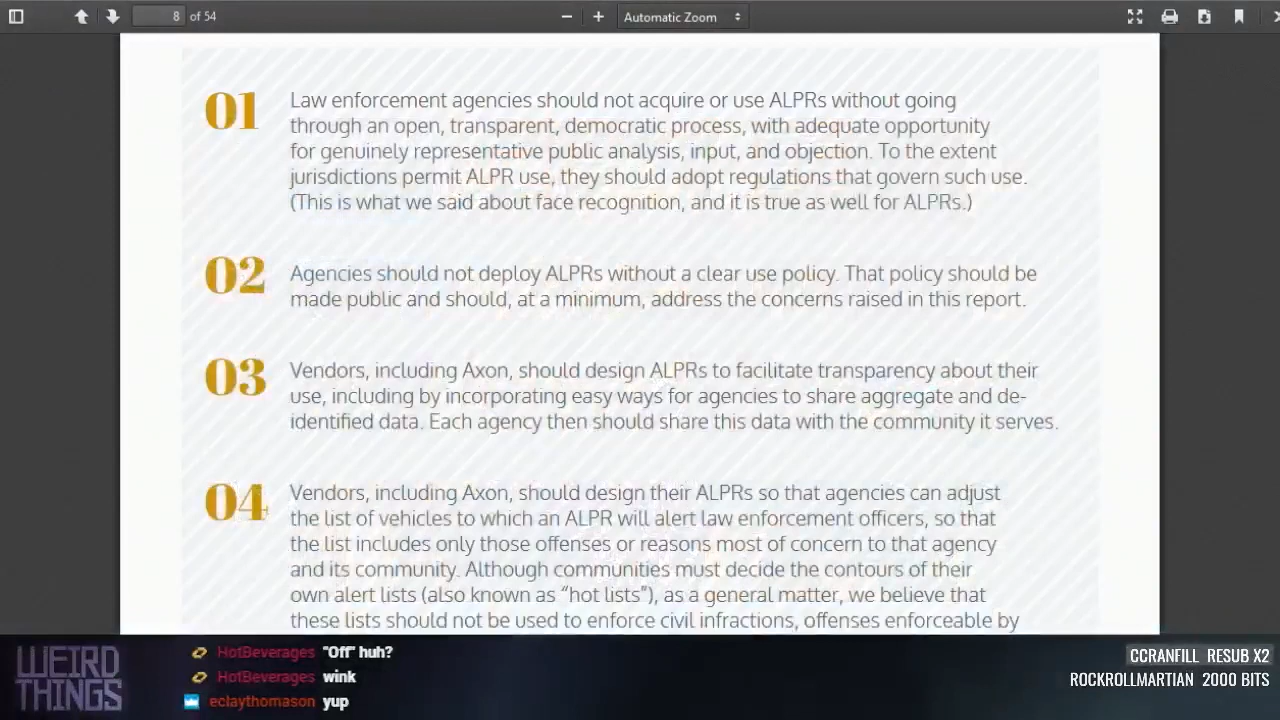 8 of 54
Automatic Zoom
01
Law enforcement agencies should not acquire or use ALPRs without going
through an open, transparent, democratic process, with adequate opportunity
for genuinely representative public analysis, input, and objection. To the extent
jurisdictions permit ALPR use, they should adopt regulations that govern such use.
(This is what we said about face recognition, and it is true as well for ALPRs.)
02
Agencies should not deploy ALPRs without a clear use policy. That policy should be
made public and should, at a minimum, address the concerns raised in this report.
03
Vendors, including Axon, should design ALPRs to facilitate transparency about their
use, including by incorporating easy ways for agencies to share aggregate and de-
identified data. Each agency then should share this data with the community it serves.
04
Vendors, including Axon, should design their ALPRs so that agencies can adjust
the list of vehicles to which an ALPR will alert law enforcement officers, so that
the list includes only those offenses or reasons most of concern to that agency
and its community. Although communities must decide the contours of their
own alert lists (also known as “hot lists”), as a general matter, we believe that
these lists should not be used to enforce civil infractions, offenses enforceable by
WEIRD
THINGS
HotBeverages "Off" huh?
HotBeverages wink
eclaythomason yup
CCRANFILL RESUB X2
ROCKROLLMARTIAN 2000 BITS